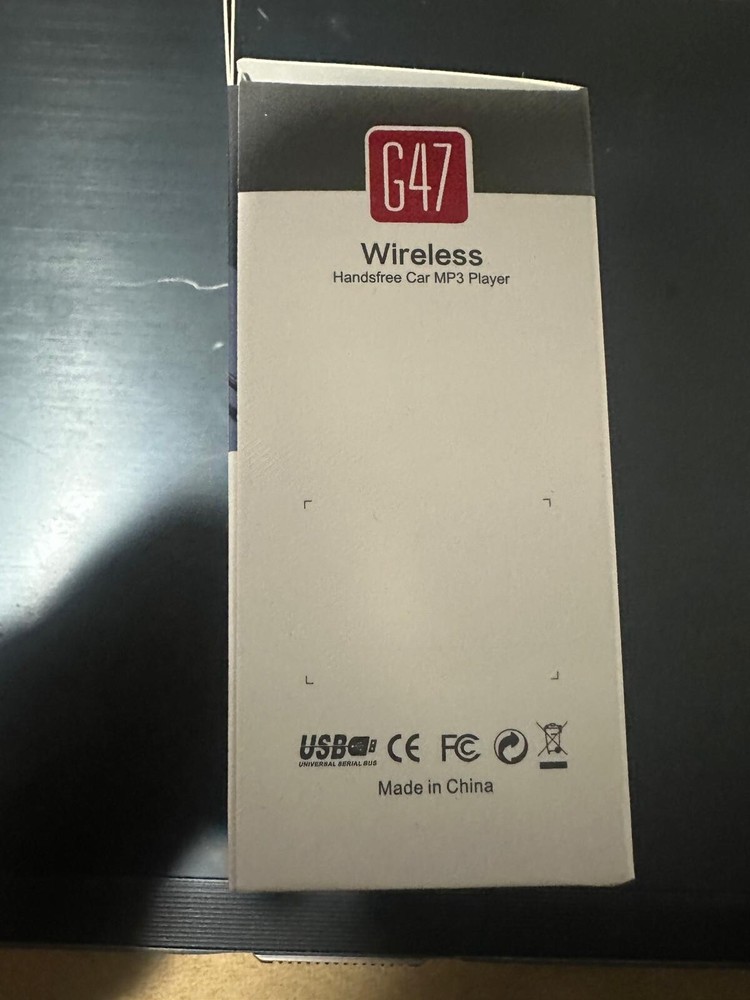 G47
Wireless
Handsfree Car MP3 Player
USB CE FC
UNIVERSAL SERIAL BUS
Made in China